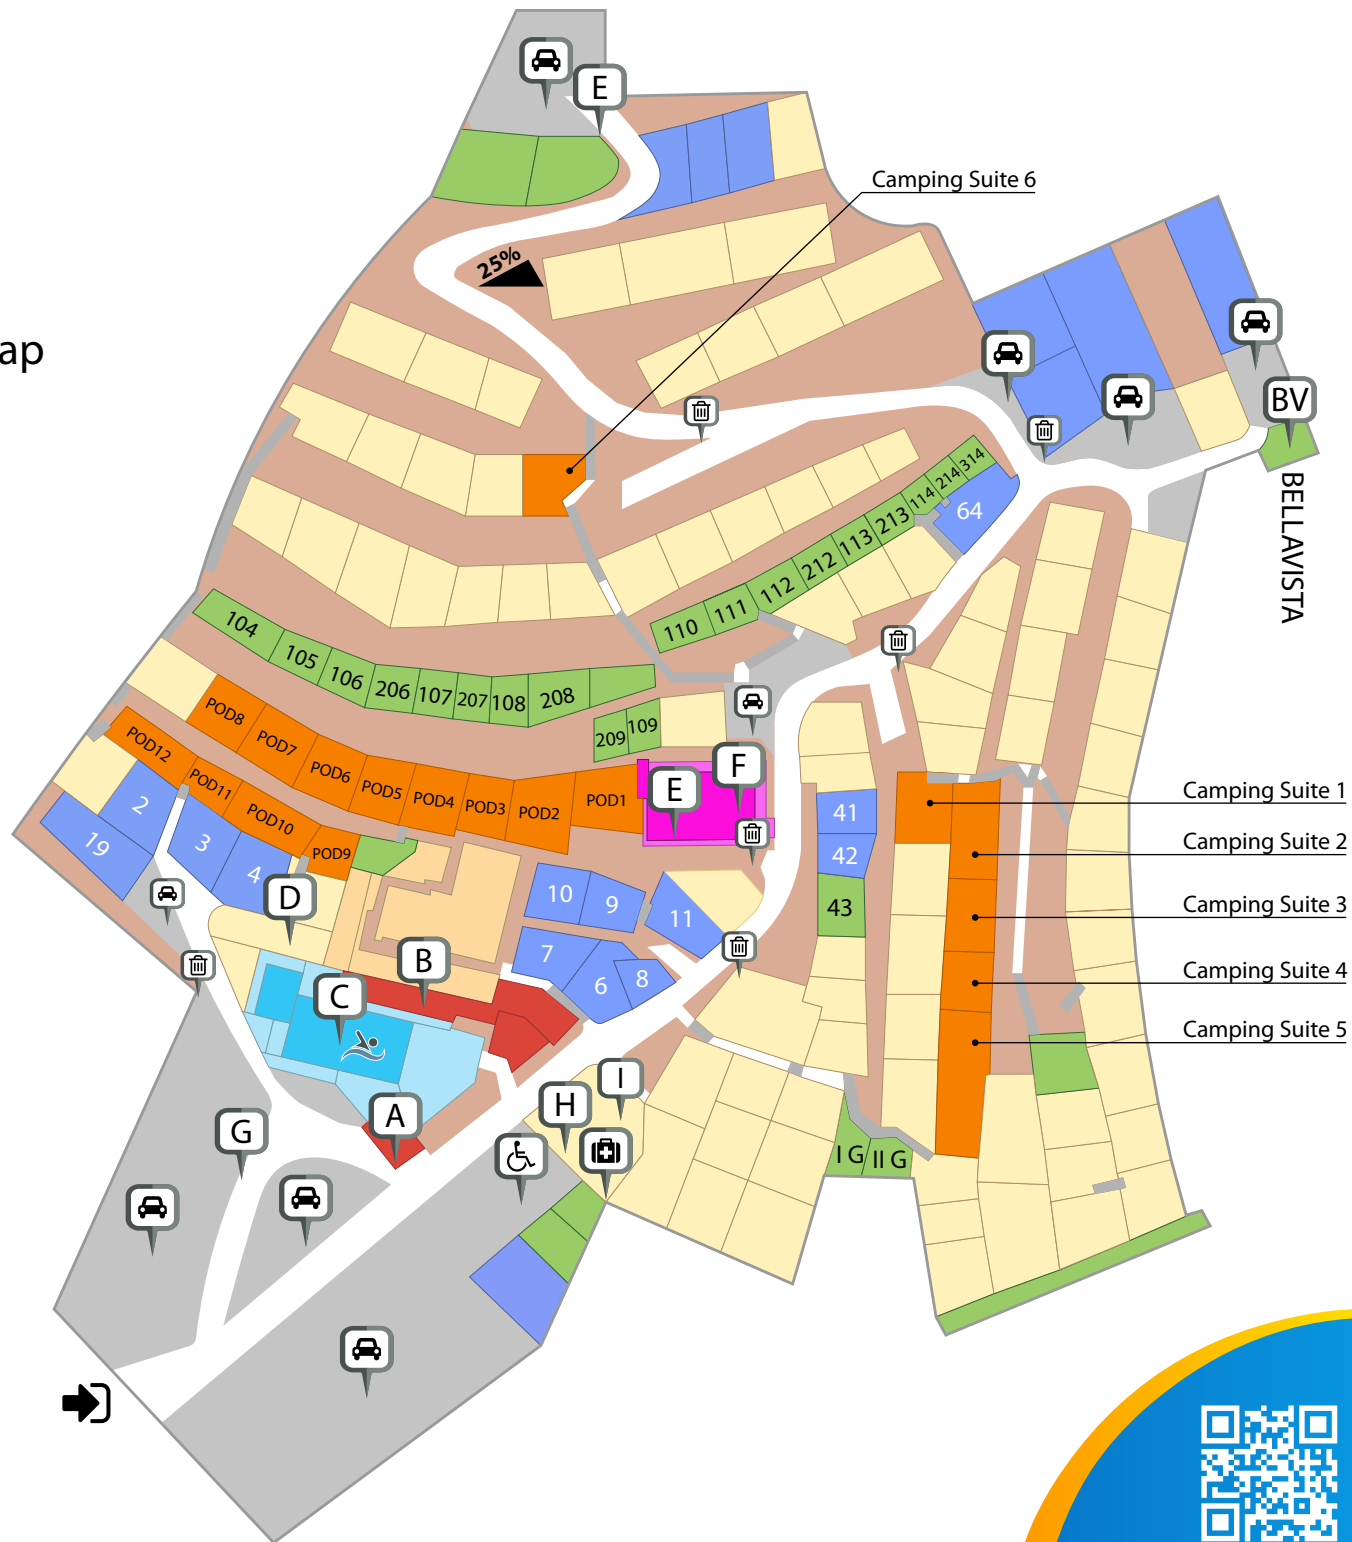 E
Camping Suite 6
25%
ap
BV
BELLAVISTA
314
214
114
64
213
113
212
112
111
110
104
105
106
206
107
207
108
208
209
109
POD8
POD7
POD6
POD5
POD4
POD3
POD2
POD1
POD12
POD11
POD10
POD9
F
E
2
19
3
4
D
10
9
11
7
6
8
41
42
43
Camping Suite 1
Camping Suite 2
Camping Suite 3
Camping Suite 4
Camping Suite 5
B
C
A
G
I
H
I G
II G